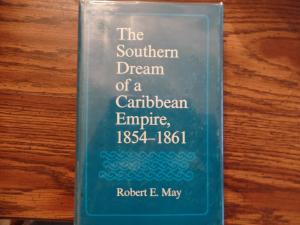 The
Southern
Dream
of a
Caribbean
Empire,
1854–1861
Robert E. May